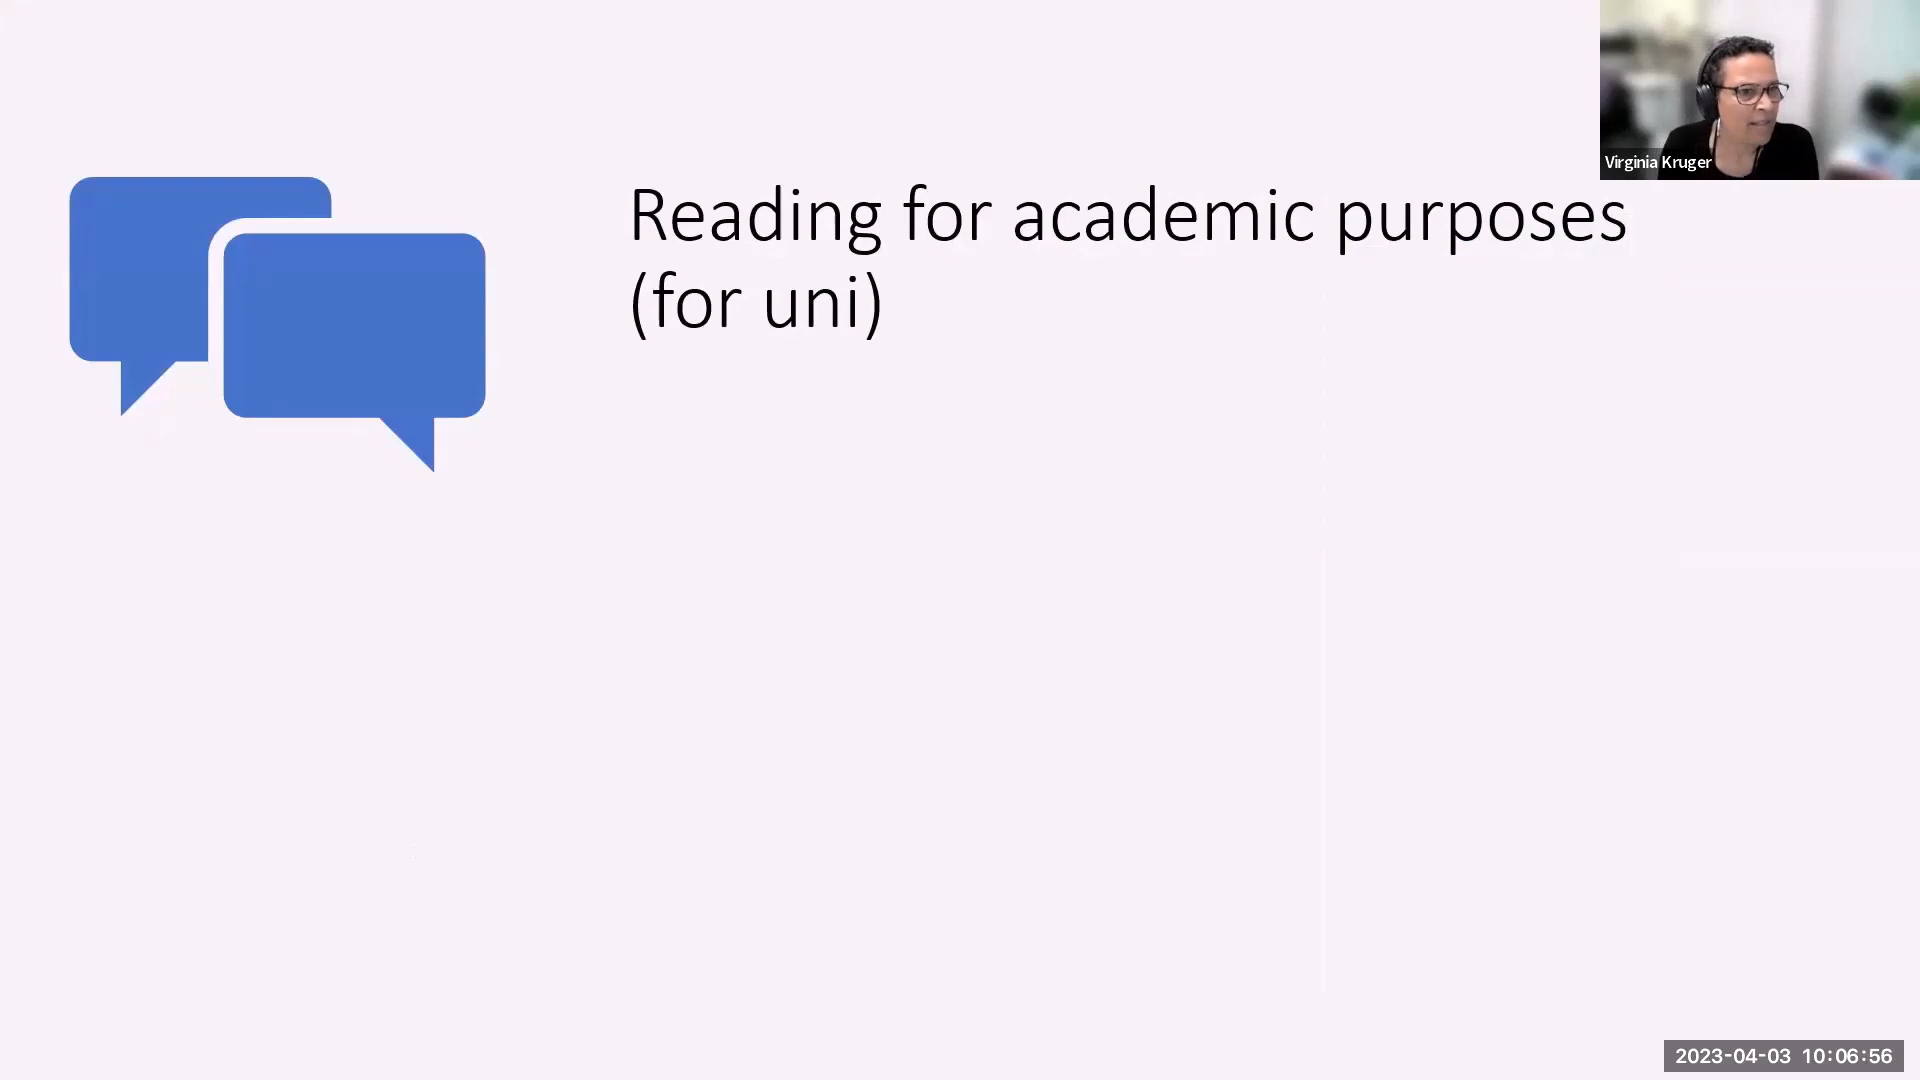 Virginia Kruger
Reading for academic purposes
(for uni)
2023-04-03 10:06:56